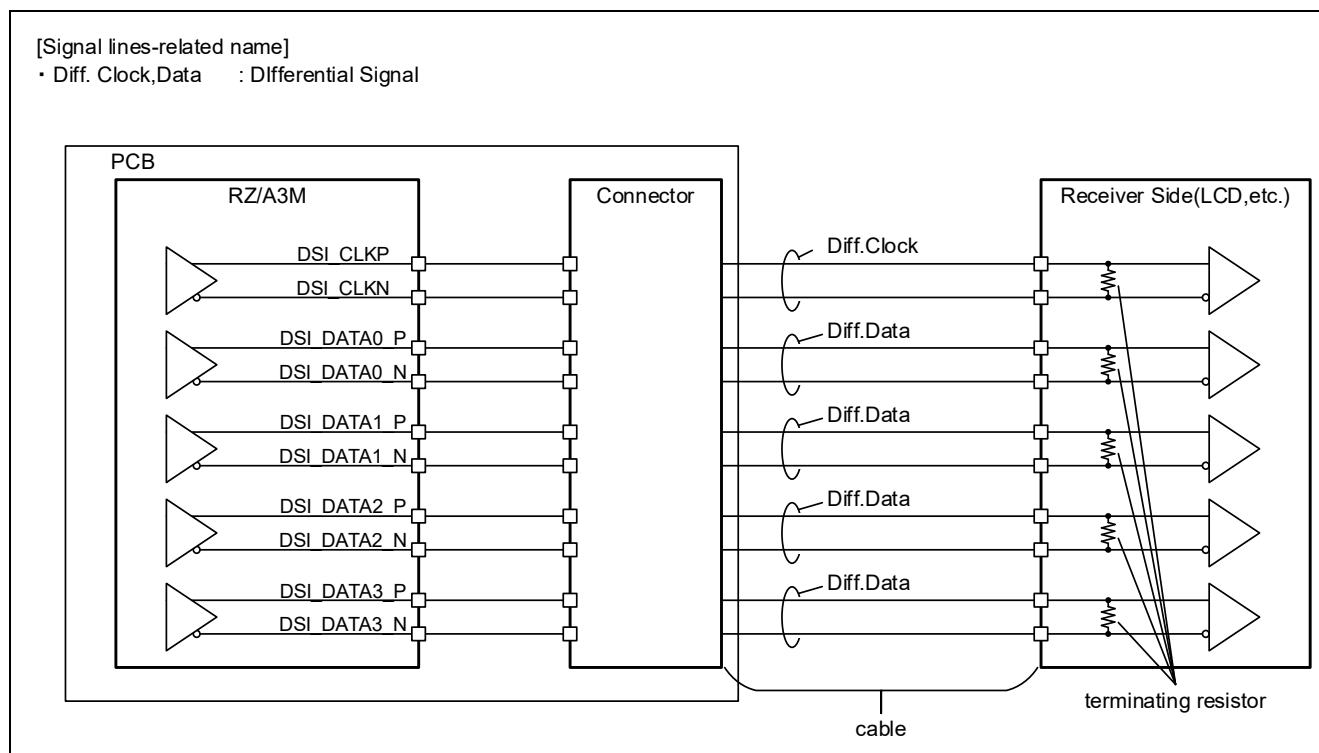 [Signal lines-related name]
・ Diff. Clock,Data : DIfferential Signal
PCB
RZ/A3M
Connector
Receiver Side(LCD,etc.)
DSI_CLKP
Diff.Clock
DSI_CLKN
DSI_DATA0_P
Diff.Data
DSI_DATA0_N
DSI_DATA1_P
Diff.Data
DSI_DATA1_N
DSI_DATA2_P
Diff.Data
DSI_DATA2_N
DSI_DATA3_P
Diff.Data
DSI_DATA3_N
terminating resistor
cable